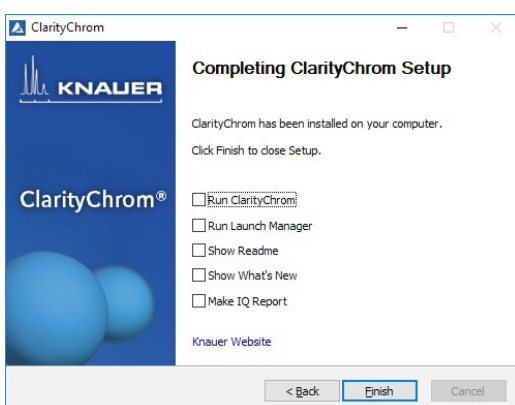 ClarityChrom
KNAUER
ClarityChrom®
Completing ClarityChrom Setup
ClarityChrom has been installed on your computer.
Click Finish to close Setup.
Run ClarityChrom
Run Launch Manager
Show Readme
Show What's New
Make IQ Report
Knauer Website
< Back
Finish
Cancel